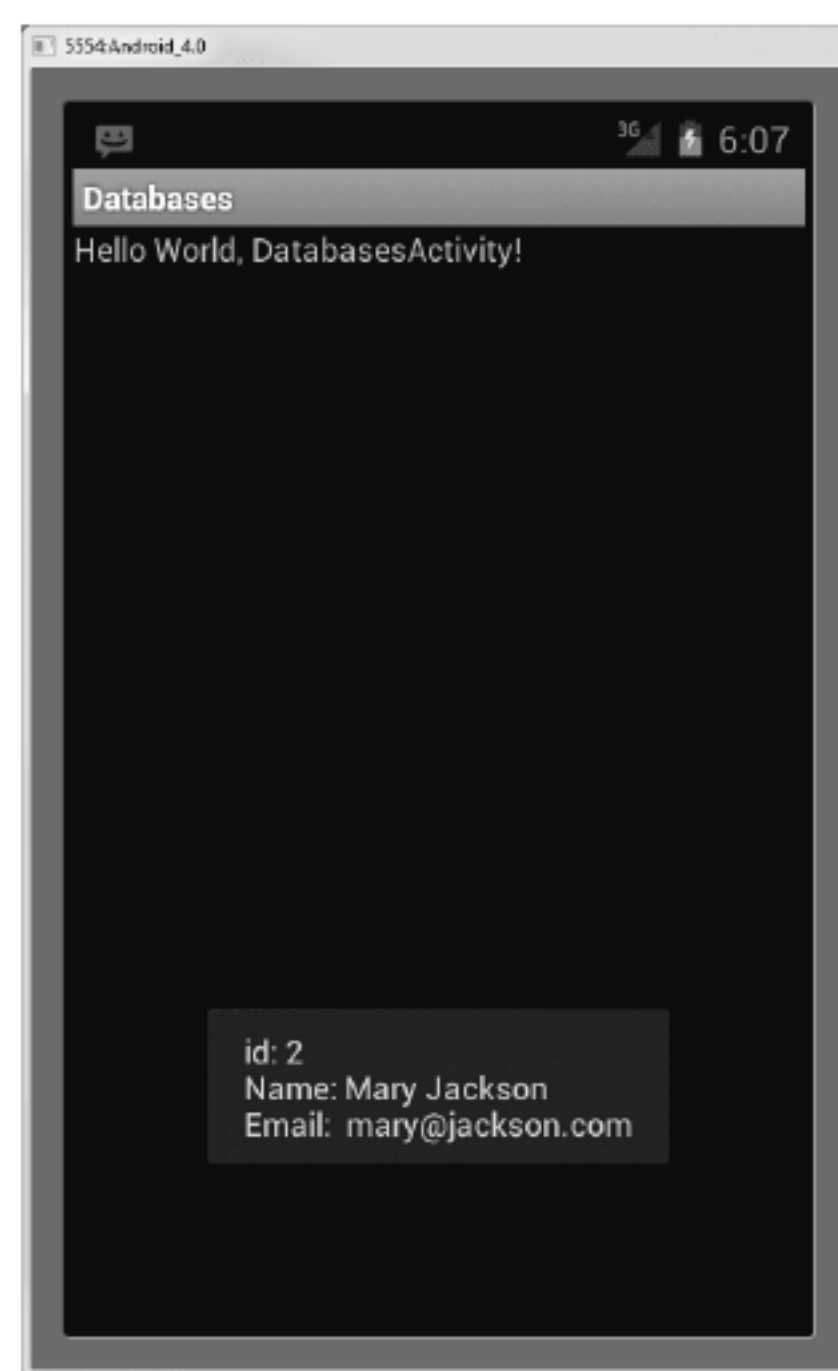 5554:Android_4.0
3G 6:07
Databases
Hello World, DatabasesActivity!
id: 2
Name: Mary Jackson
Email: mary@jackson.com